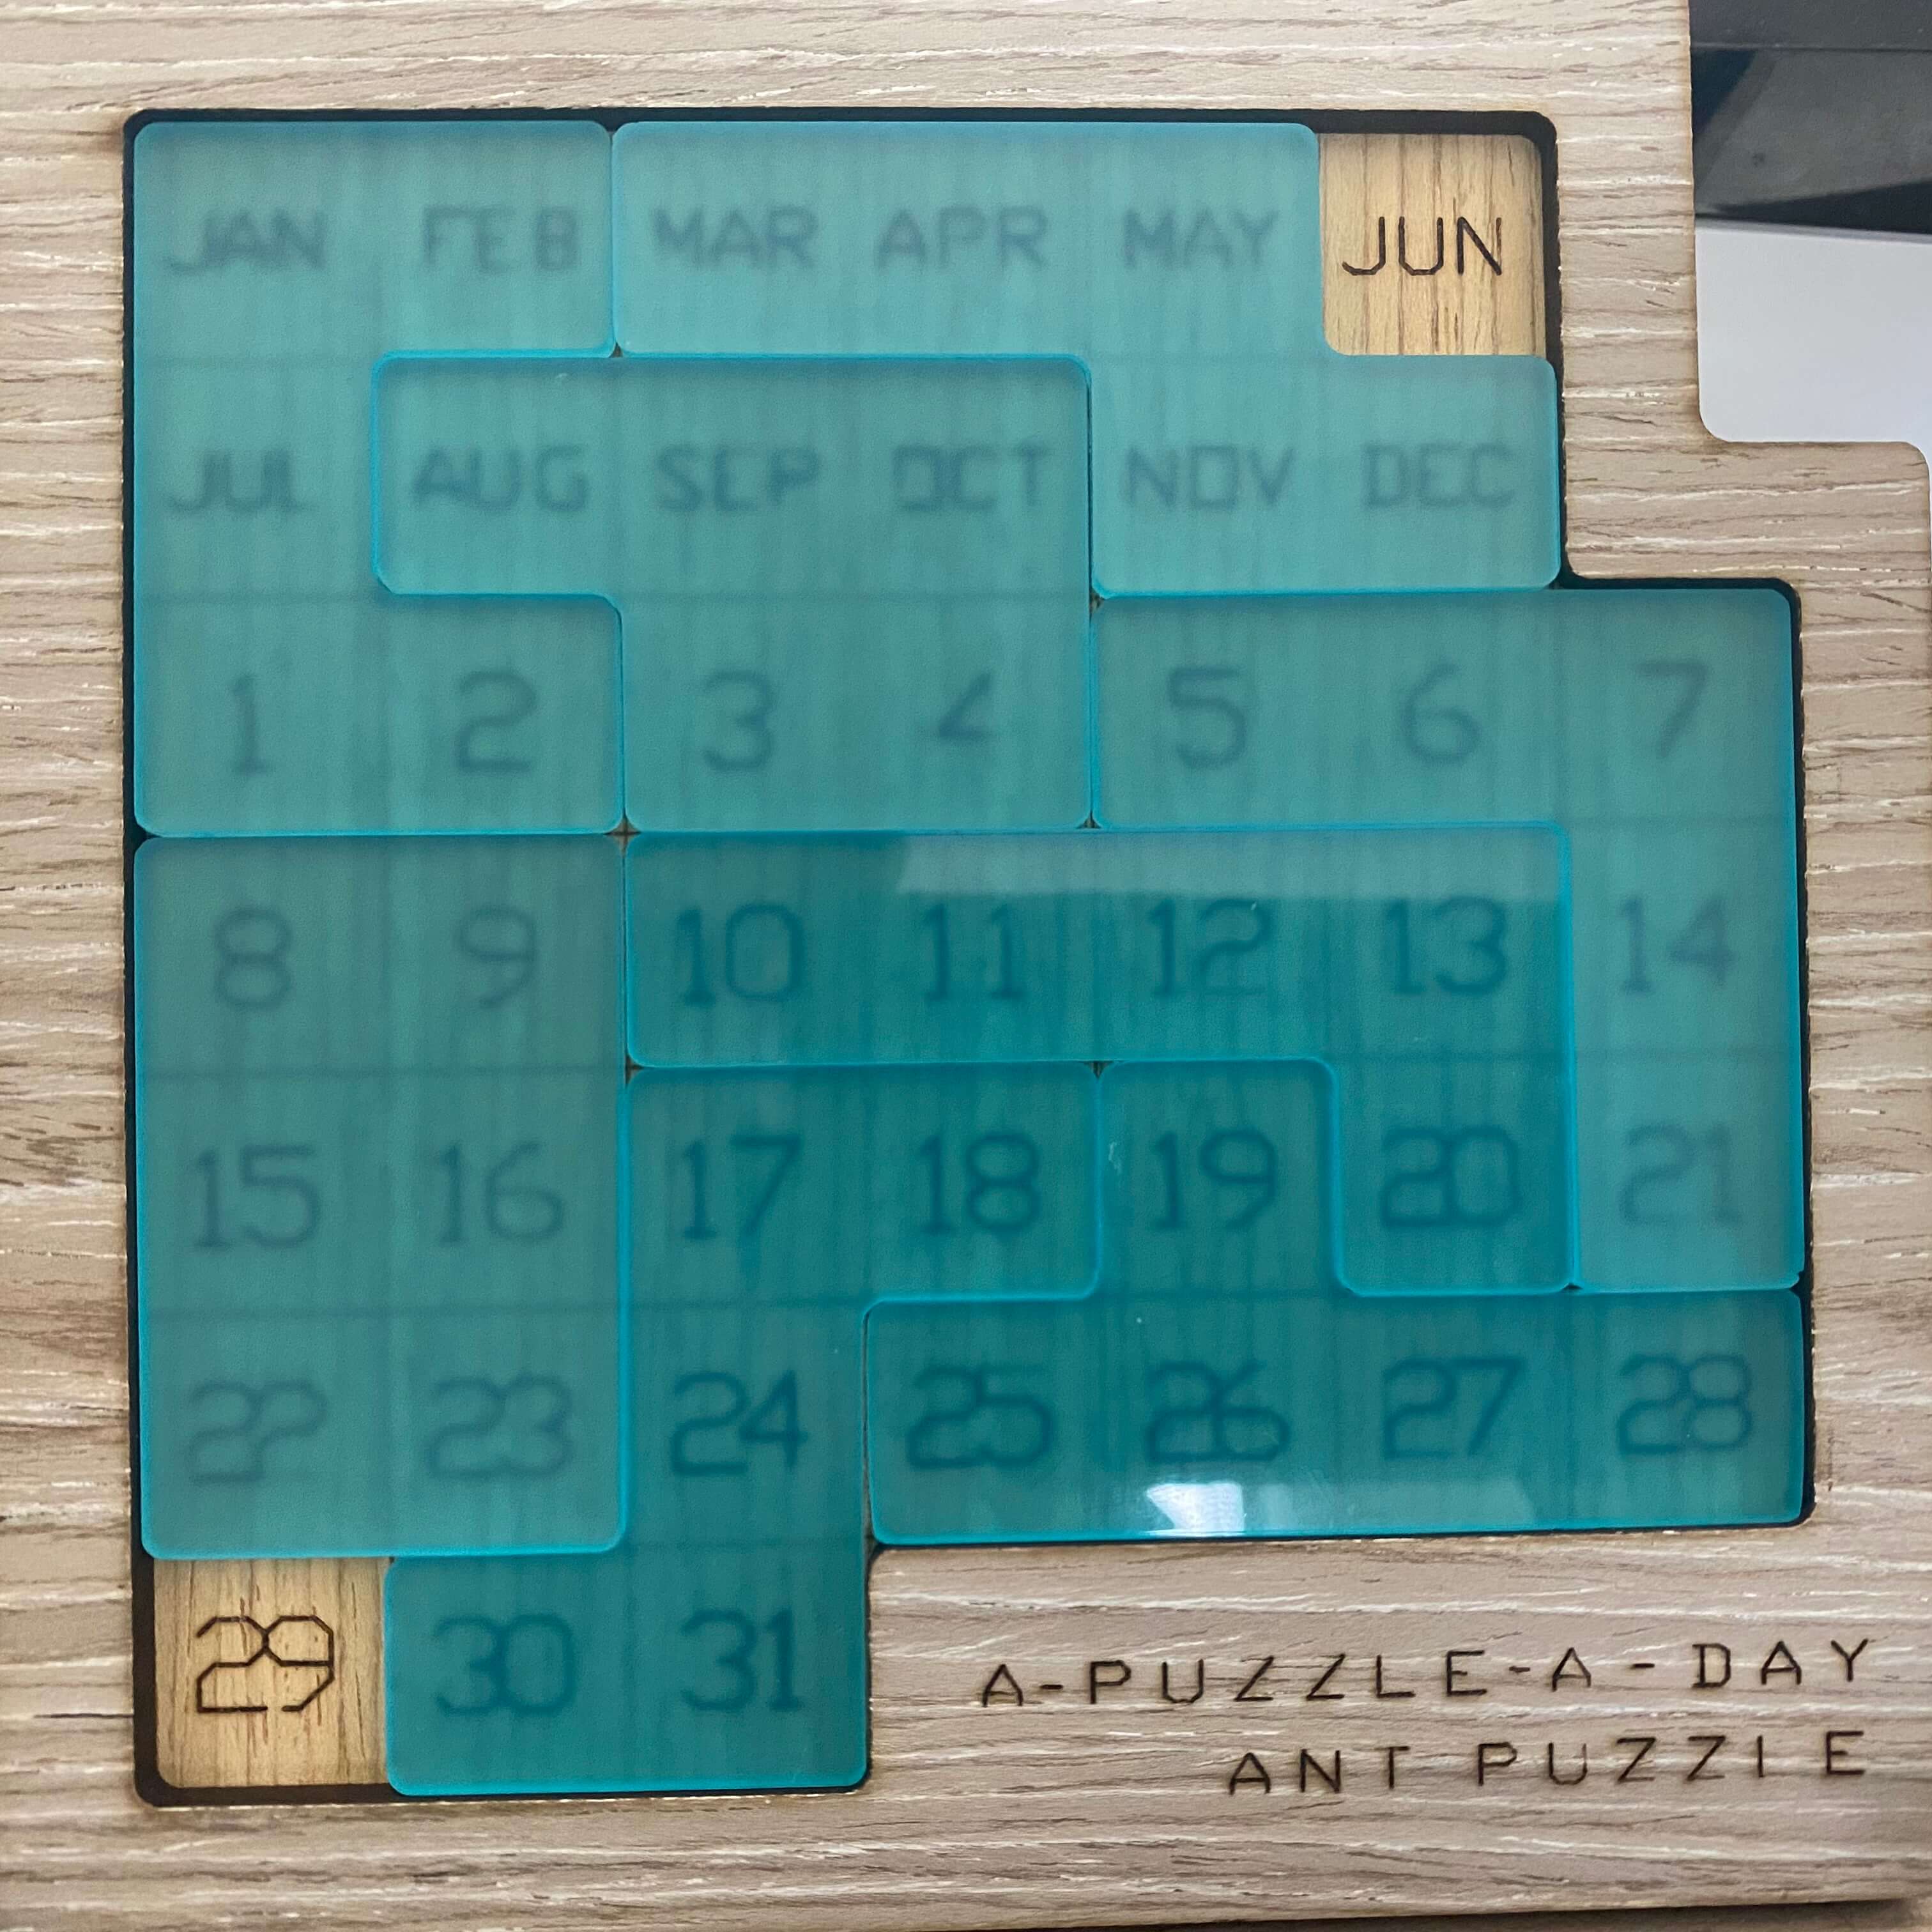 JAN FEB MAR APR MAY JUN
JUL AUG SEP OCT NOV DEC
1 2 3 4 5 6 7
8 9 10 11 12 13 14
15 16 17 18 19 20 21
22 23 24 25 26 27 28
29 30 31
A-PUZZLE-A-DAY
ANT PUZZLE